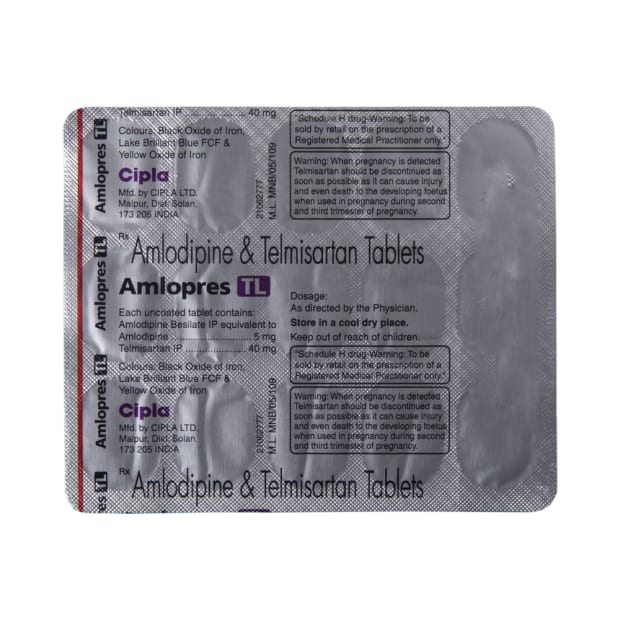 Telmisartan IP .................... 40 mg
Colours: Black Oxide of Iron,
Lake Brilliant Blue FCF &
Yellow Oxide of Iron
Cipla
Mfd. by CIPLA LTD.
Malpur, Dist. Solan,
173 205 INDIA
21062777
M.L. MNB/05/109
"Schedule H drug-Warning: To be
sold by retail on the prescription of a
Registered Medical Practitioner only."
Warning: When pregnancy is detected
Telmisartan should be discontinued as
soon as possible as it can cause injury
and even death to the developing foetus
when used in pregnancy during second
and third trimester of pregnancy.
Amlopres TL
Rx
Amlodipine & Telmisartan Tablets
Amlopres TL
Each uncoated tablet contains:
Amlodipine Besilate IP equivalent to
Amlodipine .................... 5 mg
Telmisartan IP .................... 40 mg
Dosage:
As directed by the Physician.
Store in a cool dry place.
Keep out of reach of children.
Amlopres TL
Colours: Black Oxide of Iron,
Lake Brilliant Blue FCF &
Yellow Oxide of Iron
Cipla
Mfd. by CIPLA LTD.
Malpur, Dist. Solan,
173 205 INDIA
21062777
M.L. MNB/05/109
"Schedule H drug-Warning: To be
sold by retail on the prescription of a
Registered Medical Practitioner only."
Warning: When pregnancy is detected
Telmisartan should be discontinued as
soon as possible as it can cause injury
and even death to the developing foetus
when used in pregnancy during second
and third trimester of pregnancy.
Amlopres TL
Rx
Amlodipine & Telmisartan Tablets
es TL